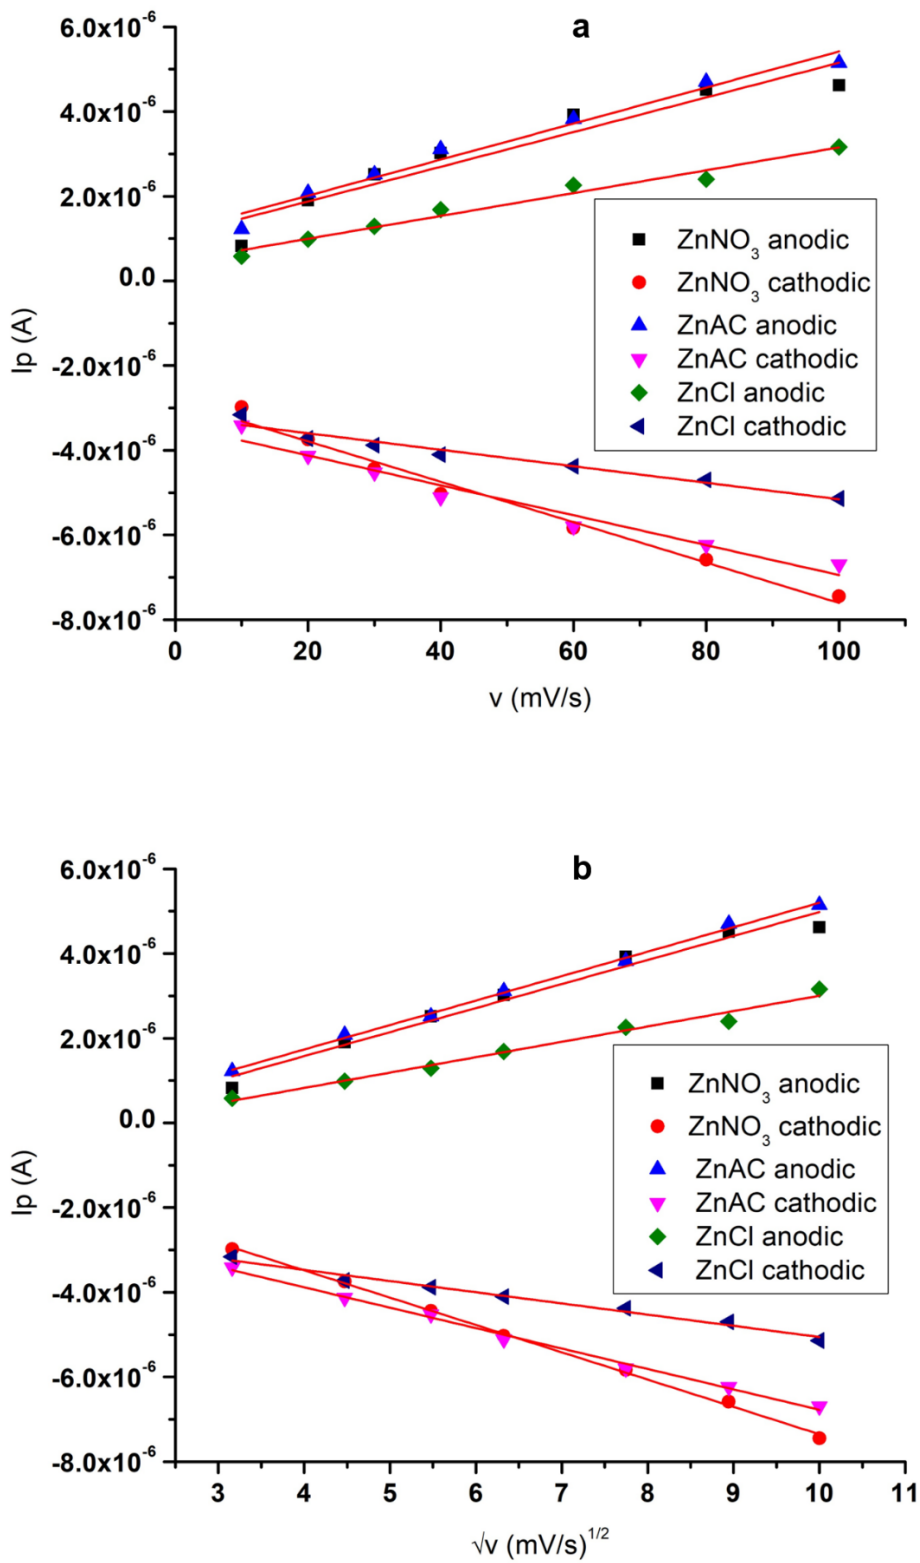 a
6.0x10⁻⁶
4.0x10⁻⁶
2.0x10⁻⁶
0.0
-2.0x10⁻⁶
-4.0x10⁻⁶
-6.0x10⁻⁶
-8.0x10⁻⁶
Ip (A)
ZnNO₃ anodic
ZnNO₃ cathodic
ZnAC anodic
ZnAC cathodic
ZnCl anodic
ZnCl cathodic
0 20 40 60 80 100
v (mV/s)
b
6.0x10⁻⁶
4.0x10⁻⁶
2.0x10⁻⁶
0.0
-2.0x10⁻⁶
-4.0x10⁻⁶
-6.0x10⁻⁶
-8.0x10⁻⁶
Ip (A)
ZnNO₃ anodic
ZnNO₃ cathodic
ZnAC anodic
ZnAC cathodic
ZnCl anodic
ZnCl cathodic
3 4 5 6 7 8 9 10 11
√v (mV/s)¹ᐟ²